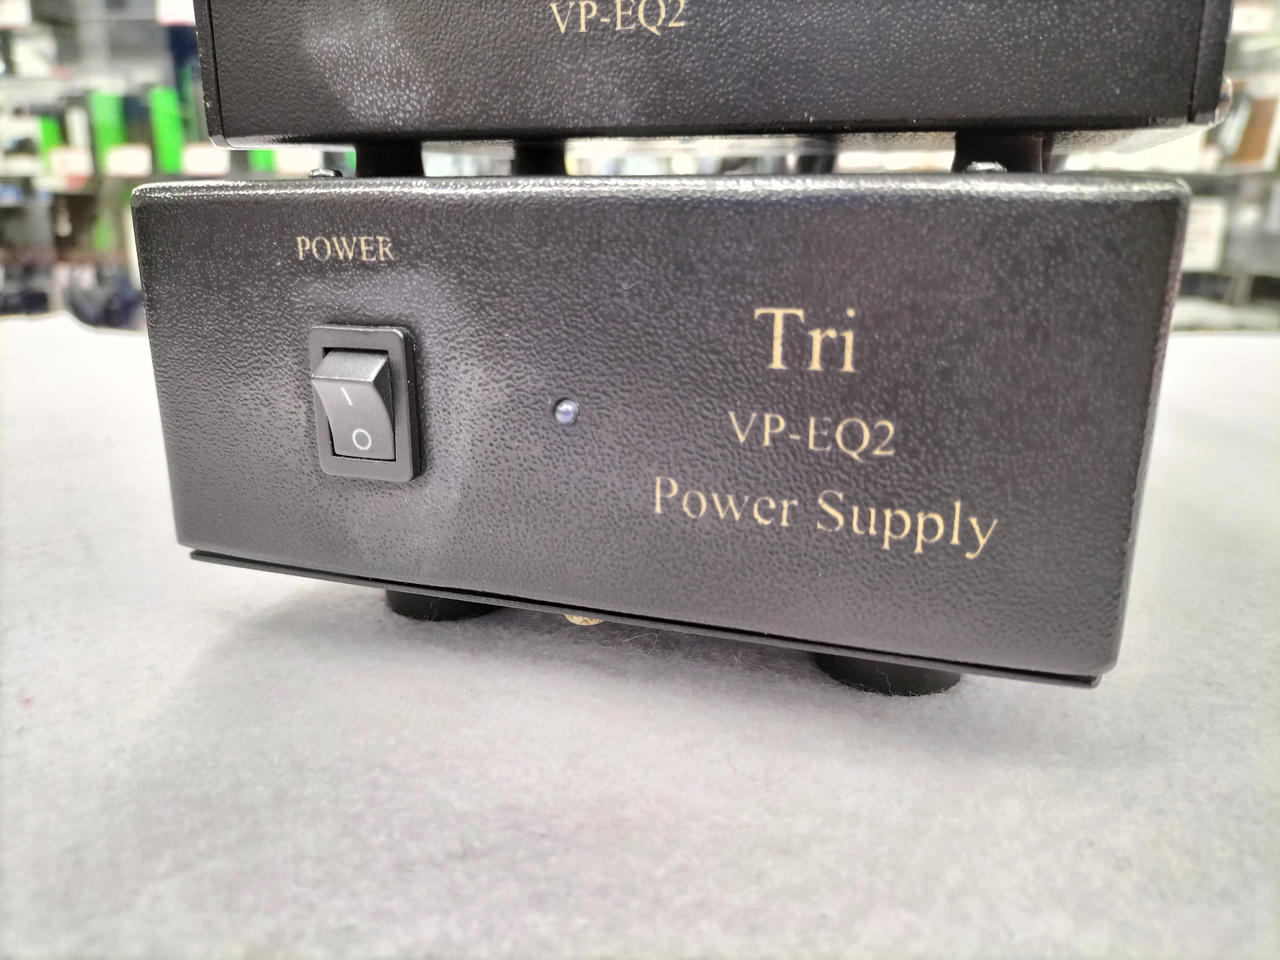 VP-EQ2
POWER
I
O
Tri
VP-EQ2
Power Supply